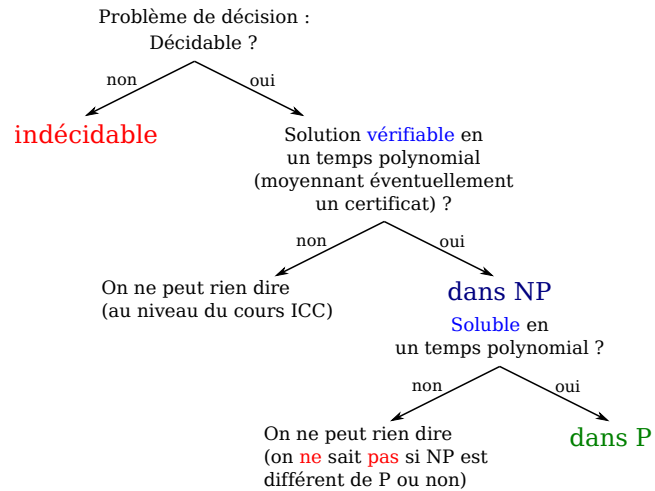 Problème de décision :
Décidable ?
non
oui
indécidable
Solution vérifiable en
un temps polynomial
(moyennant éventuellement
un certificat) ?
non
oui
On ne peut rien dire
(au niveau du cours ICC)
dans NP
Soluble en
un temps polynomial ?
non
oui
On ne peut rien dire
(on ne sait pas si NP est
différent de P ou non)
dans P